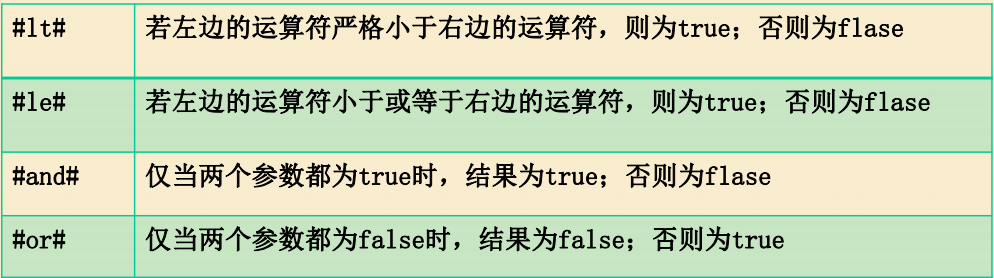 #lt# 若左边的运算符严格小于右边的运算符，则为true；否则为flase
#le# 若左边的运算符小于或等于右边的运算符，则为true；否则为flase
#and# 仅当两个参数都为true时，结果为true；否则为flase
#or# 仅当两个参数都为false时，结果为false；否则为true